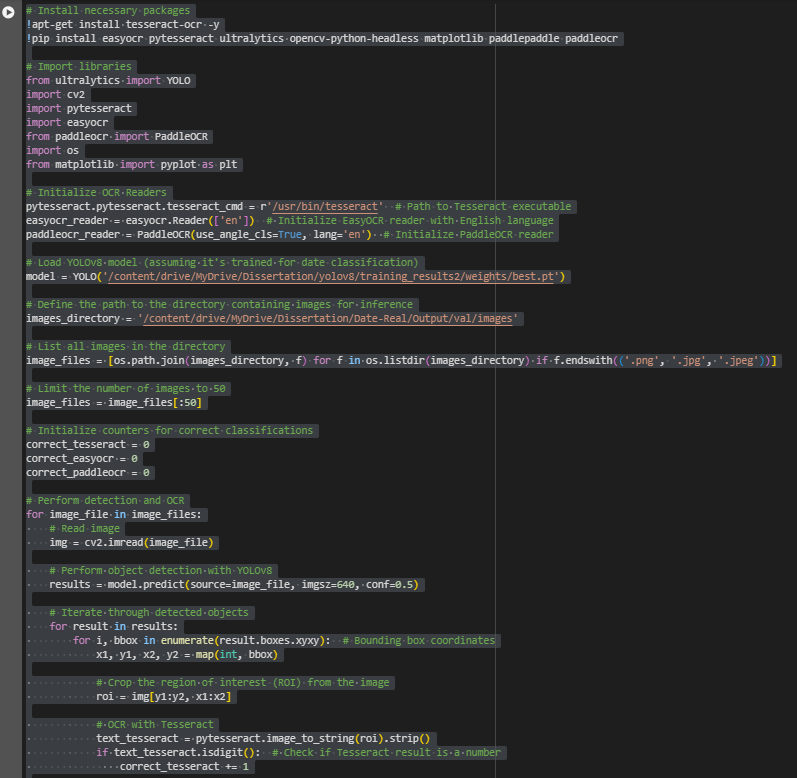 # Install necessary packages
!apt-get install tesseract-ocr -y
!pip install easyocr pytesseract ultralytics opencv-python-headless matplotlib paddlepaddle paddleocr
# Import libraries
from ultralytics import YOLO
import cv2
import pytesseract
import easyocr
from paddleocr import PaddleOCR
import os
from matplotlib import pyplot as plt
# Initialize OCR Readers
pytesseract.pytesseract.tesseract_cmd = r'/usr/bin/tesseract'  # Path to Tesseract executable
easyocr_reader = easyocr.Reader(['en'])  # Initialize EasyOCR reader with English language
paddleocr_reader = PaddleOCR(use_angle_cls=True, lang='en')  # Initialize PaddleOCR reader
# Load YOLOv8 model (assuming it's trained for date classification)
model = YOLO('/content/drive/MyDrive/Dissertation/yolov8/training_results2/weights/best.pt')
# Define the path to the directory containing images for inference
images_directory = '/content/drive/MyDrive/Dissertation/Date-Real/Output/val/images'
# List all images in the directory
image_files = [os.path.join(images_directory, f) for f in os.listdir(images_directory) if f.endswith(('.png', '.jpg', '.jpeg'))]
# Limit the number of images to 50
image_files = image_files[:50]
# Initialize counters for correct classifications
correct_tesseract = 0
correct_easyocr = 0
correct_paddleocr = 0
# Perform detection and OCR
for image_file in image_files:
    # Read image
    img = cv2.imread(image_file)
    # Perform object detection with YOLOv8
    results = model.predict(source=image_file, imgsz=640, conf=0.5)
    # Iterate through detected objects
    for result in results:
        for i, bbox in enumerate(result.boxes.xyxy):  # Bounding box coordinates
            x1, y1, x2, y2 = map(int, bbox)
            # Crop the region of interest (ROI) from the image
            roi = img[y1:y2, x1:x2]
            # OCR with Tesseract
            text_tesseract = pytesseract.image_to_string(roi).strip()
            if text_tesseract.isdigit():  # Check if Tesseract result is a number
                correct_tesseract += 1